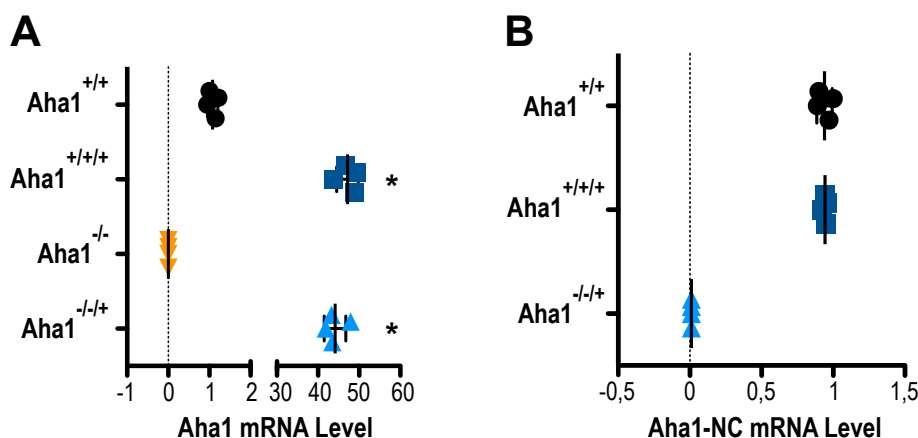 A
Aha1+/+
Aha1+/+/+
*
Aha1-/-
Aha1-/-/+
*
-1 0 1 2 30 40 50 60
Aha1 mRNA Level
B
Aha1+/+
Aha1+/+/+
Aha1-/-/+
-0,5 0 0,5 1 1,5
Aha1-NC mRNA Level